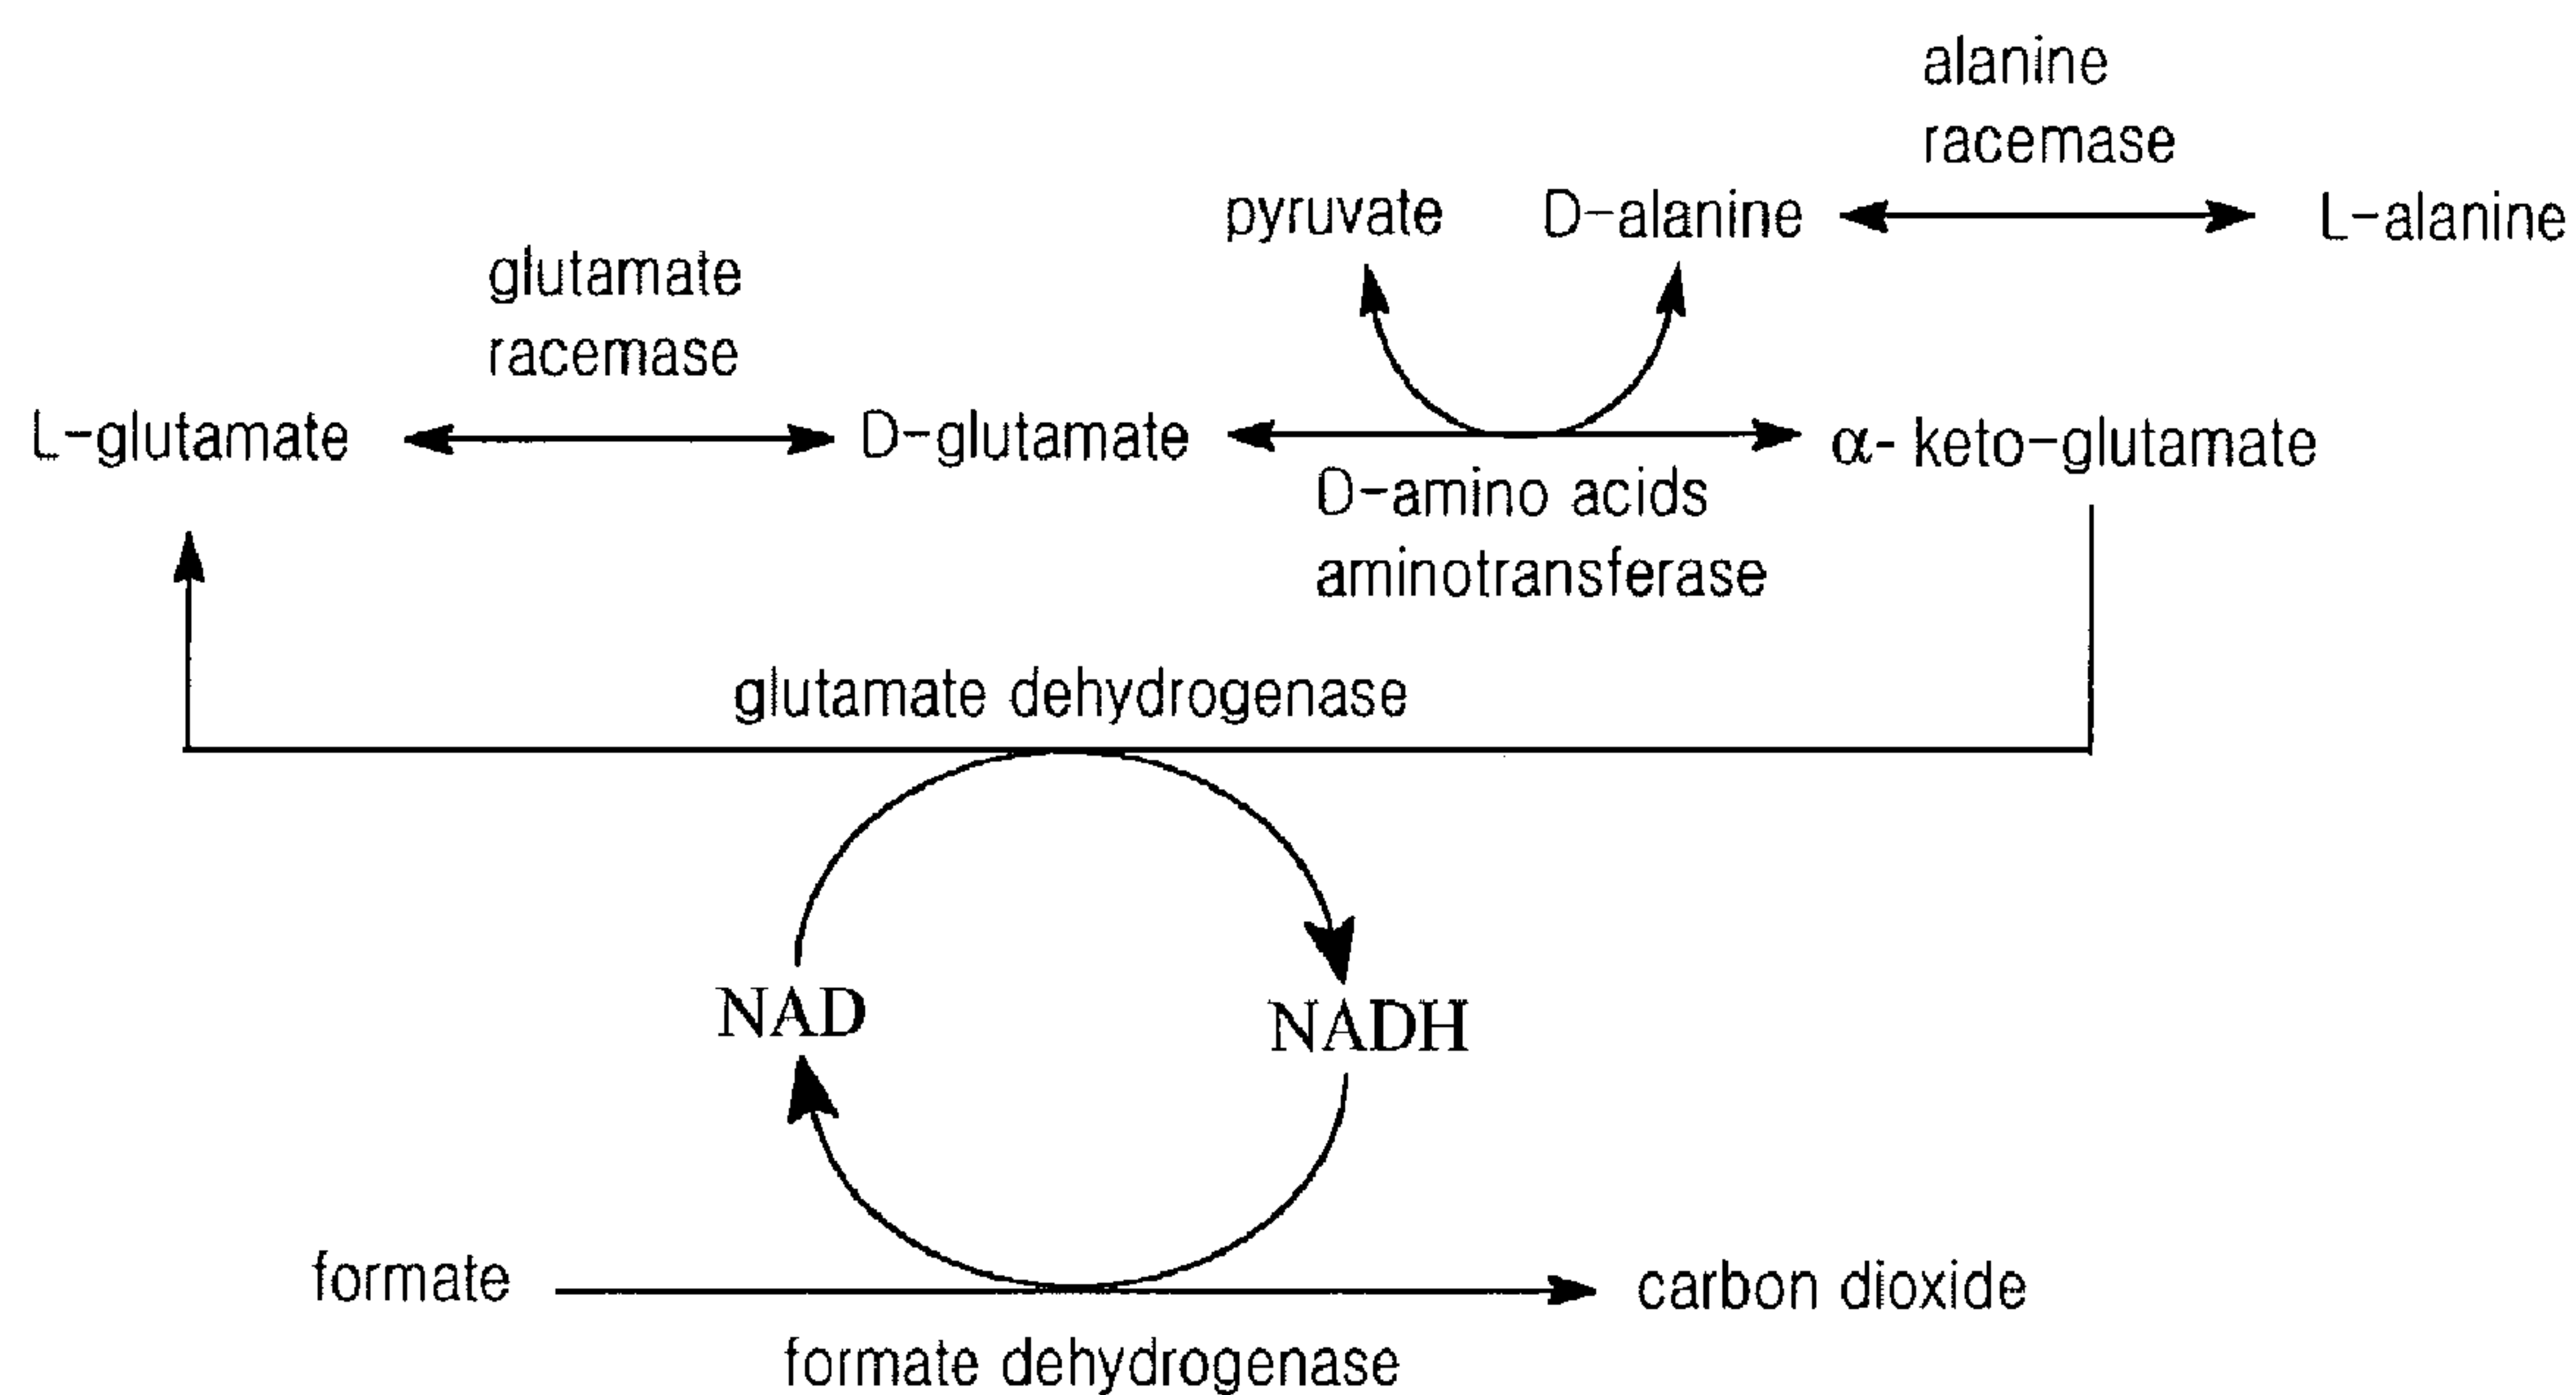 alanine
racemase
pyruvate D-alanine L-alanine
glutamate
racemase
L-glutamate D-glutamate α- keto-glutamate
D-amino acids
aminotransferase
glutamate dehydrogenase
NAD NADH
formate carbon dioxide
formate dehydrogenase